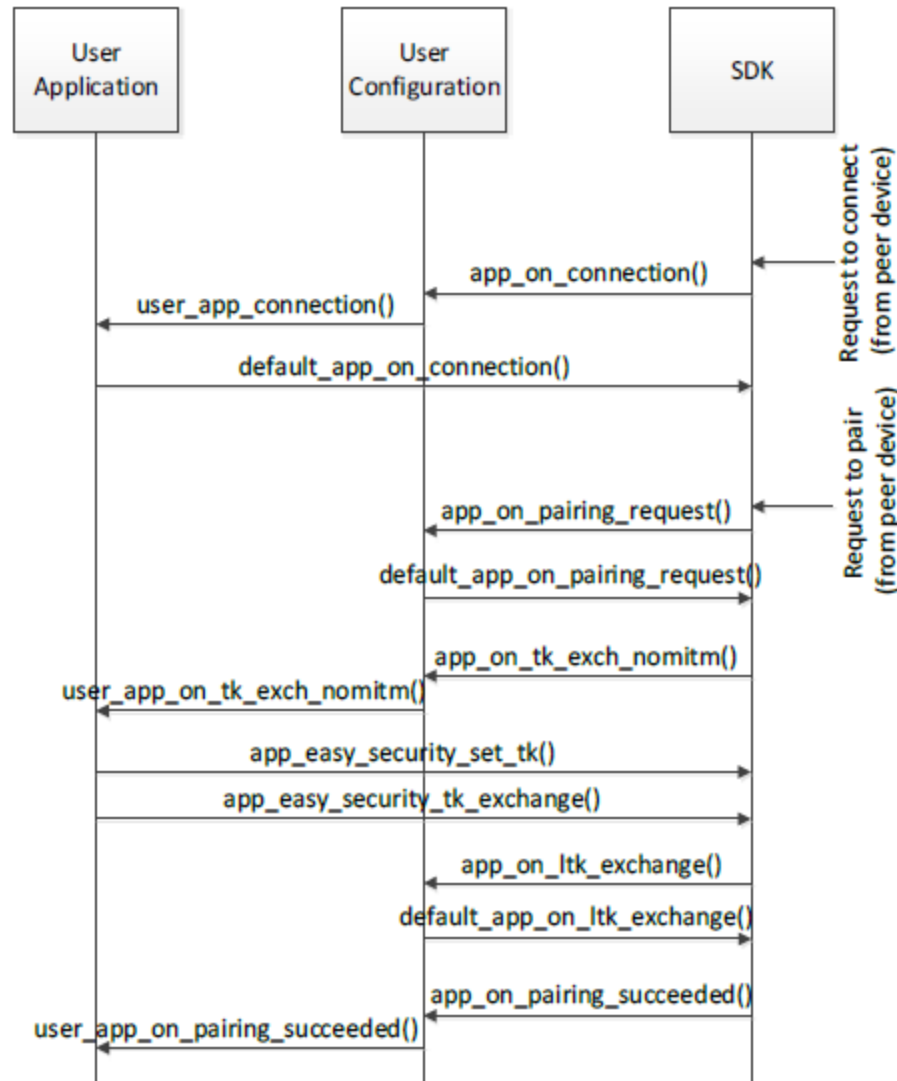 User
Application
User
Configuration
SDK
Request to connect
(from peer device)
app_on_connection()
user_app_connection()
default_app_on_connection()
Request to pair
(from peer device)
app_on_pairing_request()
default_app_on_pairing_request()
app_on_tk_exch_nomitm()
user_app_on_tk_exch_nomitm()
app_easy_security_set_tk()
app_easy_security_tk_exchange()
app_on_ltk_exchange()
default_app_on_ltk_exchange()
app_on_pairing_succeeded()
user_app_on_pairing_succeeded()